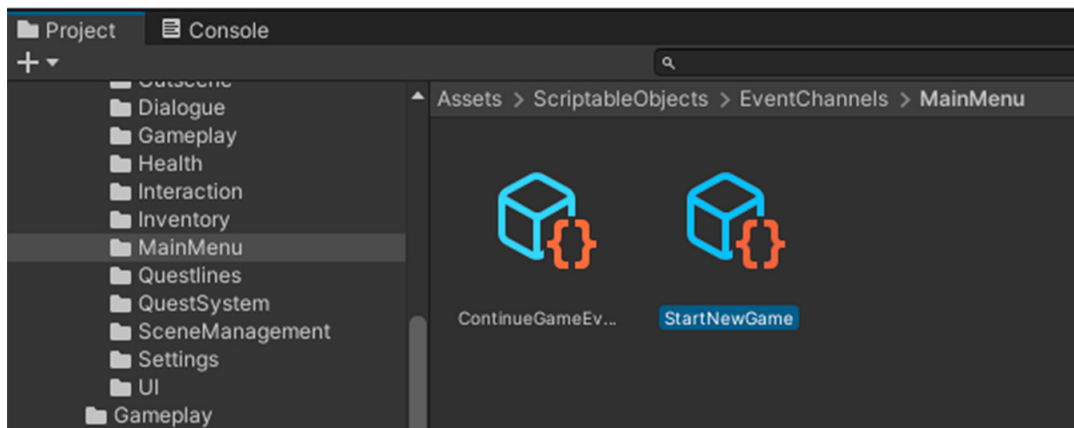 Project
Console
Assets > ScriptableObjects > EventChannels > MainMenu
Dialogue
Gameplay
Health
Interaction
Inventory
MainMenu
Questlines
QuestSystem
SceneManagement
Settings
UI
Gameplay
ContinueGameEv...
StartNewGame